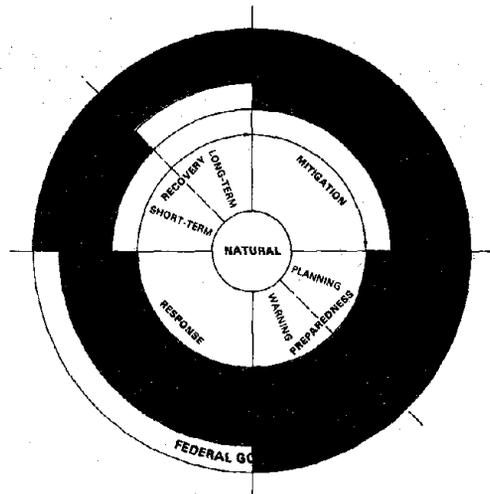 RECOVERY
LONG-TERM
SHORT-TERM
MITIGATION
NATURAL
PLANNING
WARNING
PREPAREDNESS
RESPONSE
FEDERAL GO